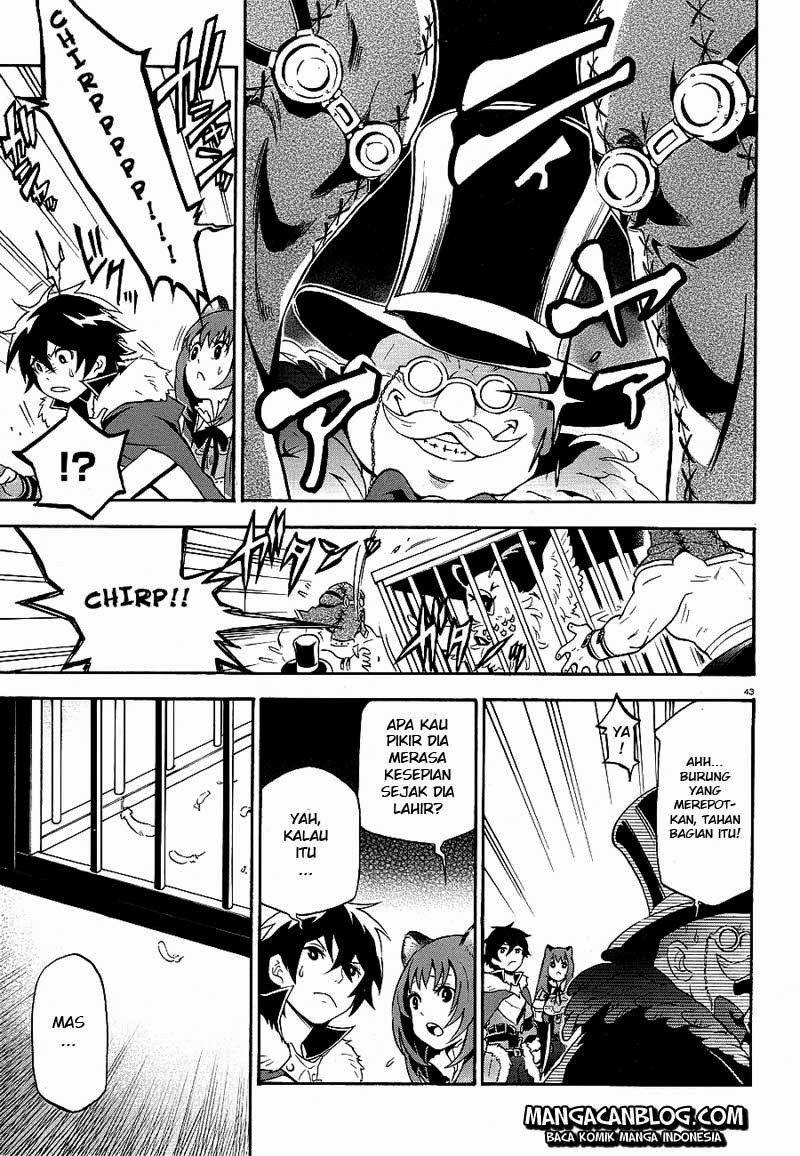 CHIRPPPPPP!!!!
!?
CHIRP!!
43
AHH...
BURUNG
YANG
MEREPOT-
KAN, TAHAN
BAGIAN ITU!
YA
!
APA KAU
PIKIR DIA
MERASA
KESEPIAN
SEJAK DIA
LAHIR?
YAH,
KALAU
ITU
...
MAS
...
MANGACANBLOG.COM
BACA KOMIK MANGA INDONESIA